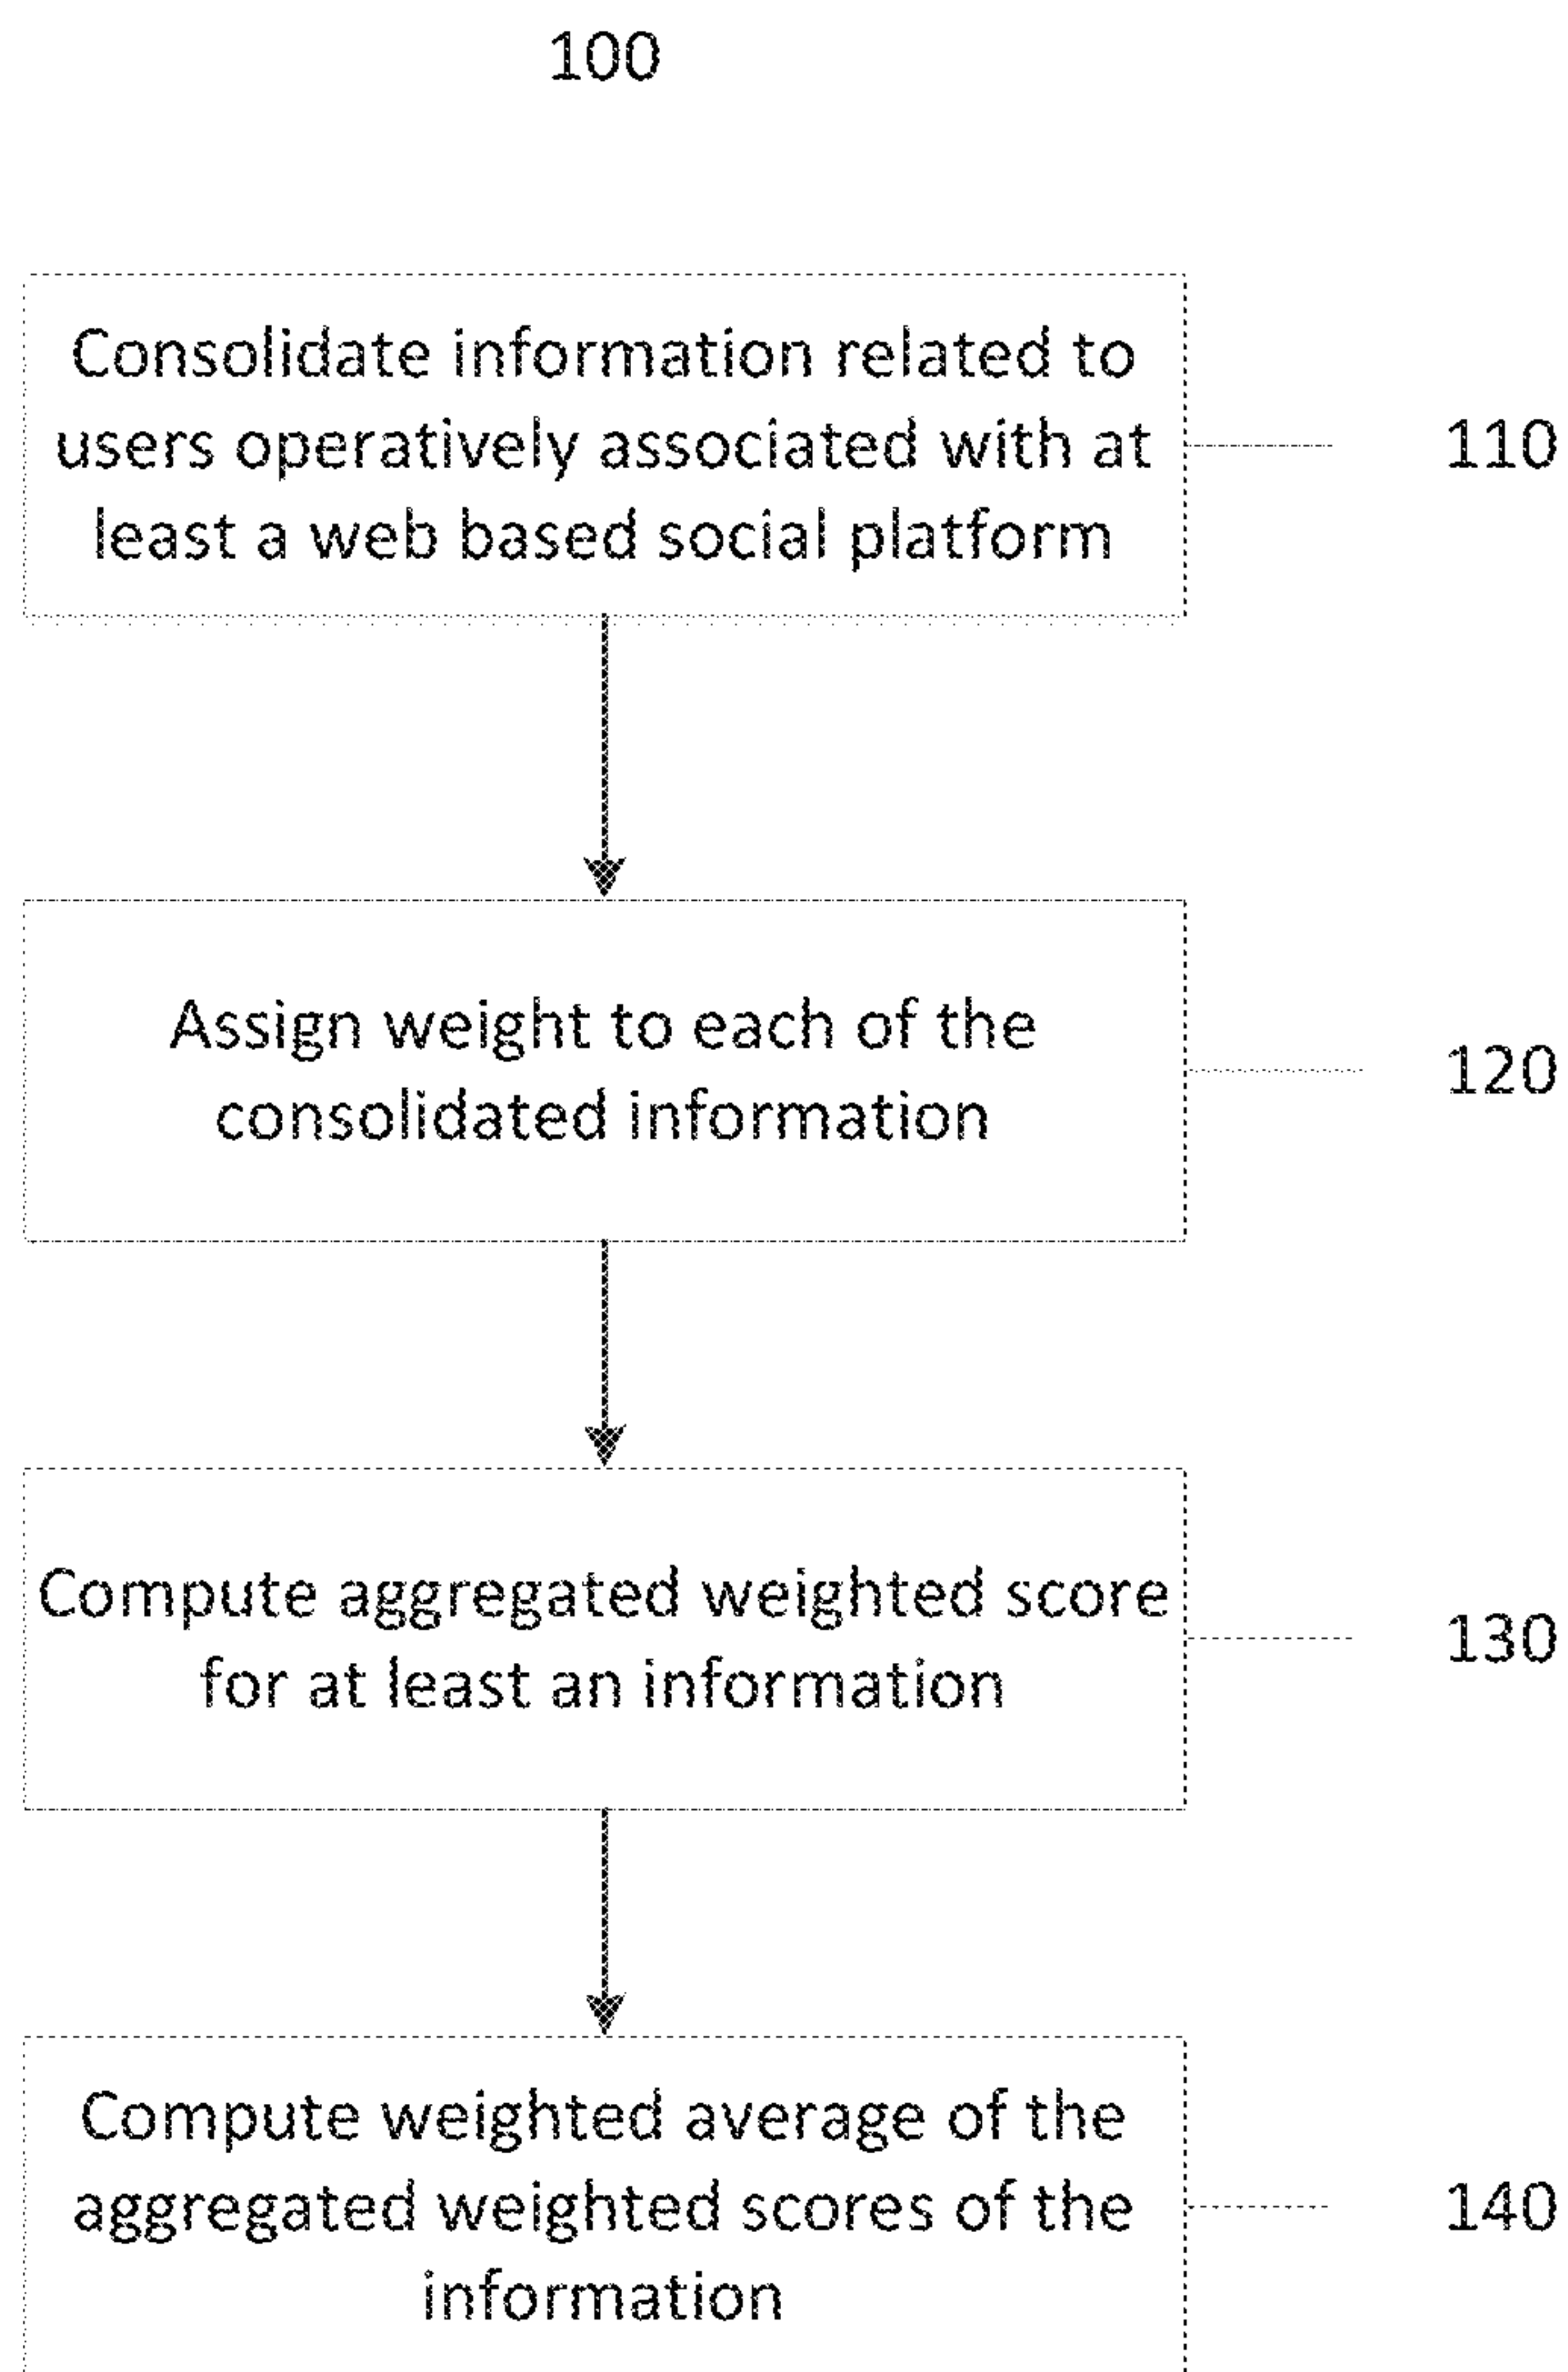 100
Consolidate information related to
users operatively associated with at
least a web based social platform
110
Assign weight to each of the
consolidated information
120
Compute aggregated weighted score
for at least an information
130
Compute weighted average of the
aggregated weighted scores of the
information
140